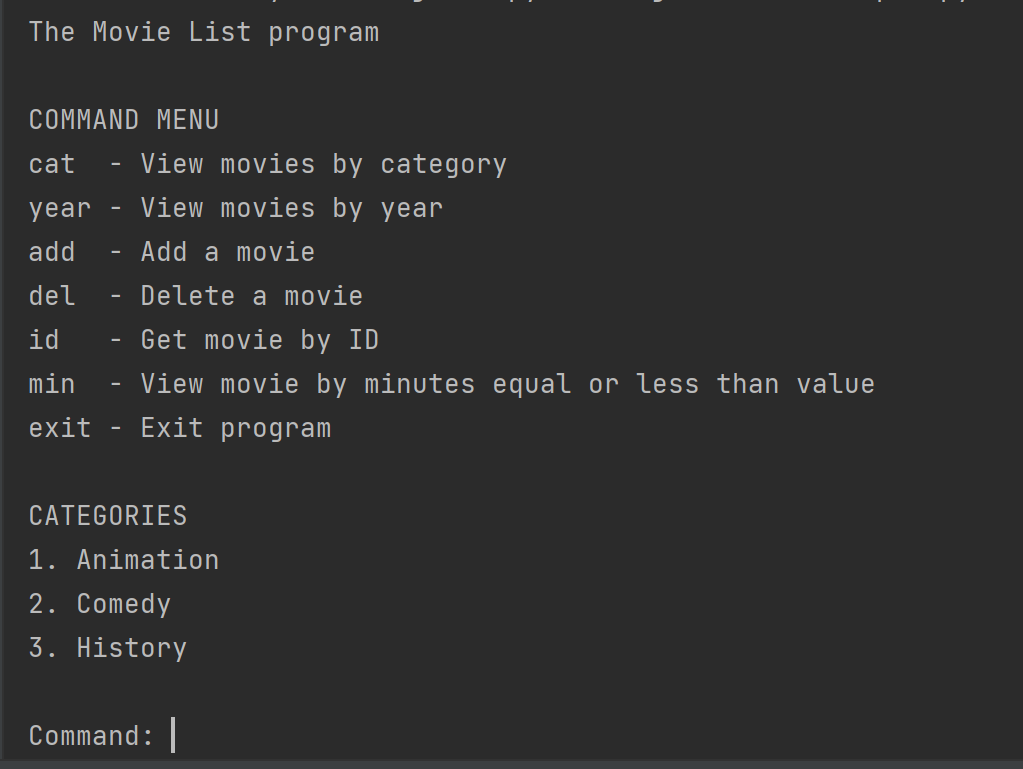 The Movie List program
COMMAND MENU
cat  - View movies by category
year - View movies by year
add  - Add a movie
del  - Delete a movie
id   - Get movie by ID
min  - View movie by minutes equal or less than value
exit - Exit program
CATEGORIES
1. Animation
2. Comedy
3. History
Command: